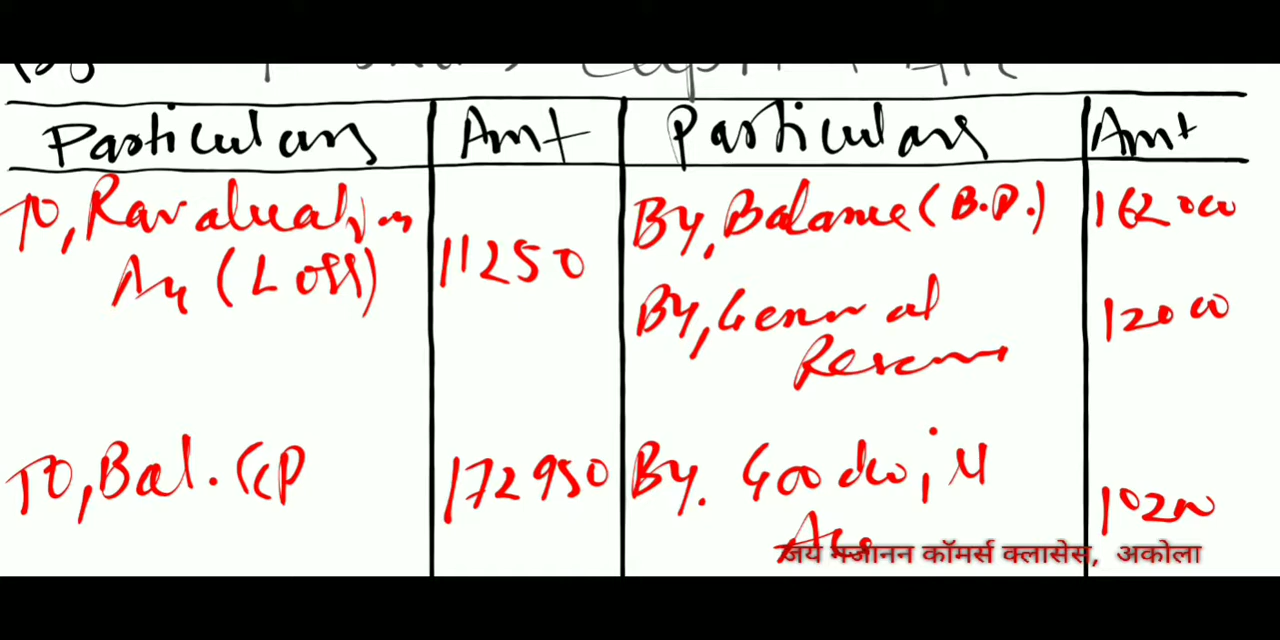 Particulars Amt Particulars Amt
To, Ravaluation By, Balance (B.D.) 162000
A/c (Loss) 11250
By, General 12000
Reserve
To, Bal. C/D 172950 By. Goodwill 10200
A/c
जय गजानन कॉमर्स क्लासेस, अकोला